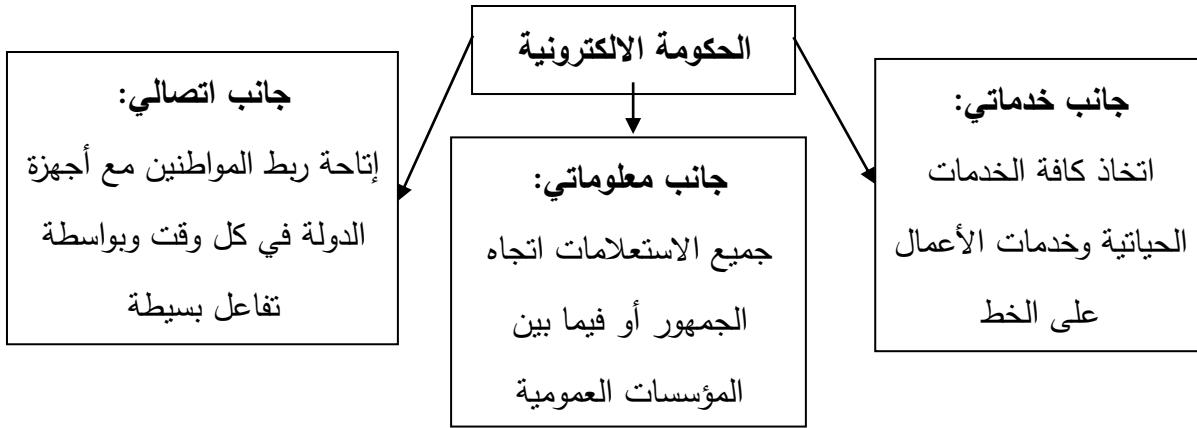 الحكومة الالكترونية
جانب خدماتي:
اتخاذ كافة الخدمات
الحياتية وخدمات الأعمال
على الخط
جانب معلوماتي:
جميع الاستعلامات اتجاه
الجمهور أو فيما بين
المؤسسات العمومية
جانب اتصالي:
إتاحة ربط المواطنين مع أجهزة
الدولة في كل وقت وبواسطة
تفاعل بسيطة